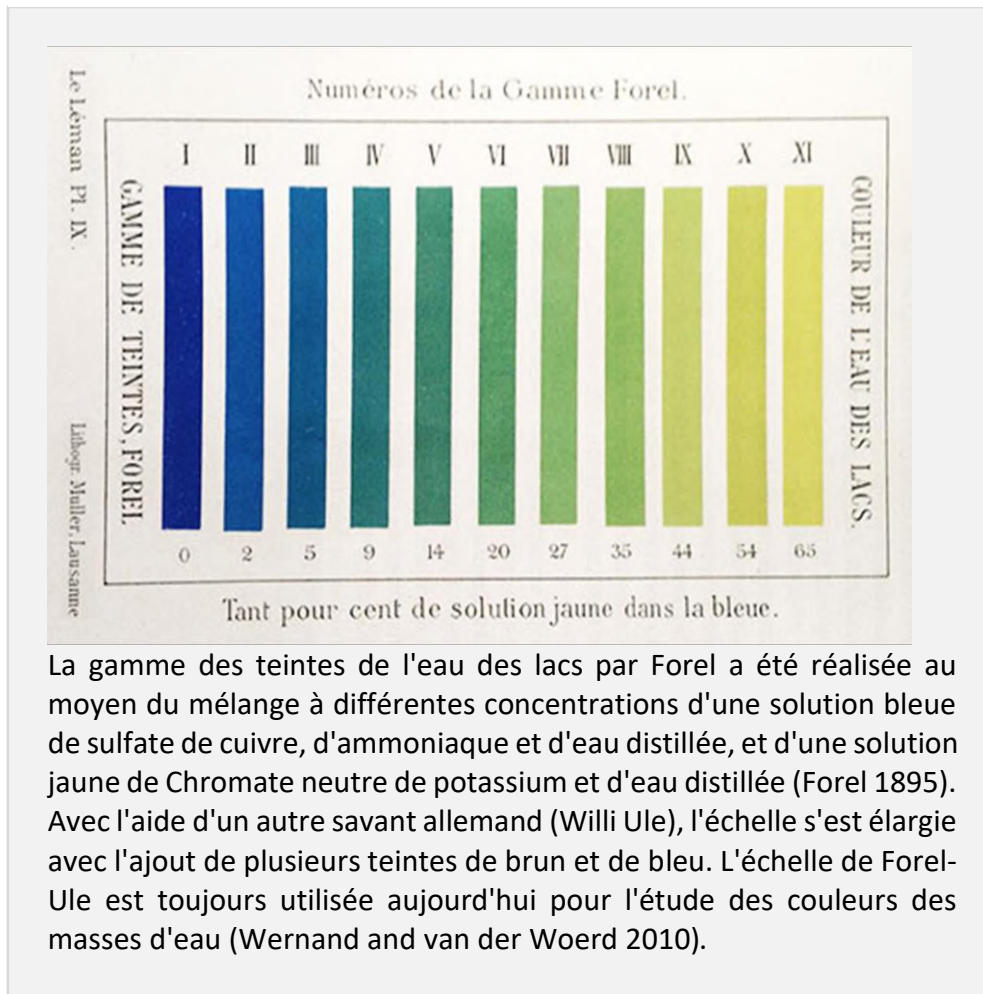 Le Léman Pl. IX.
Lithogr. Muller, Lausanne
Numéros de la Gamme Forel.
I II III IV V VI VII VIII IX X XI
GAMME DE TEINTES, FOREL
COULEUR DE L'EAU DES LACS.
0 2 5 9 14 20 27 35 44 54 65
Tant pour cent de solution jaune dans la bleue.
La gamme des teintes de l'eau des lacs par Forel a été réalisée au
moyen du mélange à différentes concentrations d'une solution bleue
de sulfate de cuivre, d'ammoniaque et d'eau distillée, et d'une solution
jaune de Chromate neutre de potassium et d'eau distillée (Forel 1895).
Avec l'aide d'un autre savant allemand (Willi Ule), l'échelle s'est élargie
avec l'ajout de plusieurs teintes de brun et de bleu. L'échelle de Forel-
Ule est toujours utilisée aujourd'hui pour l'étude des couleurs des
masses d'eau (Wernand and van der Woerd 2010).